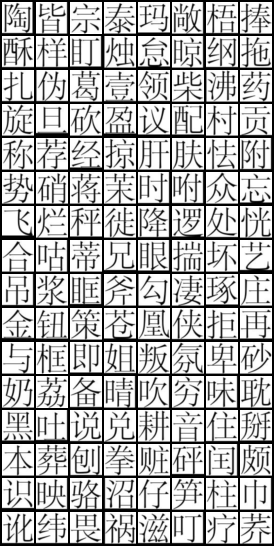 陶皆宗泰玛敞梧捧
酥样盯烛怠晾纲拖
扎伪葛壹领柴沸药
旋旦砍盈议配村贡
称荐经掠肝肤怯附
势硝蒋茉时咐众忘
飞烂秤徙降逻处恍
合咕蒂兄眼揣坏艺
吊浆眶斧勾凄琢庄
金钮策苍凰侠拒再
与框即姐叛氛卑砂
奶荔备晴吹穷味耽
黑吐说兑耕音住掰
本葬刨拳赃砰闰颇
识映骆沼仔笋柱巾
讹纬畏祸滋叮疗荞